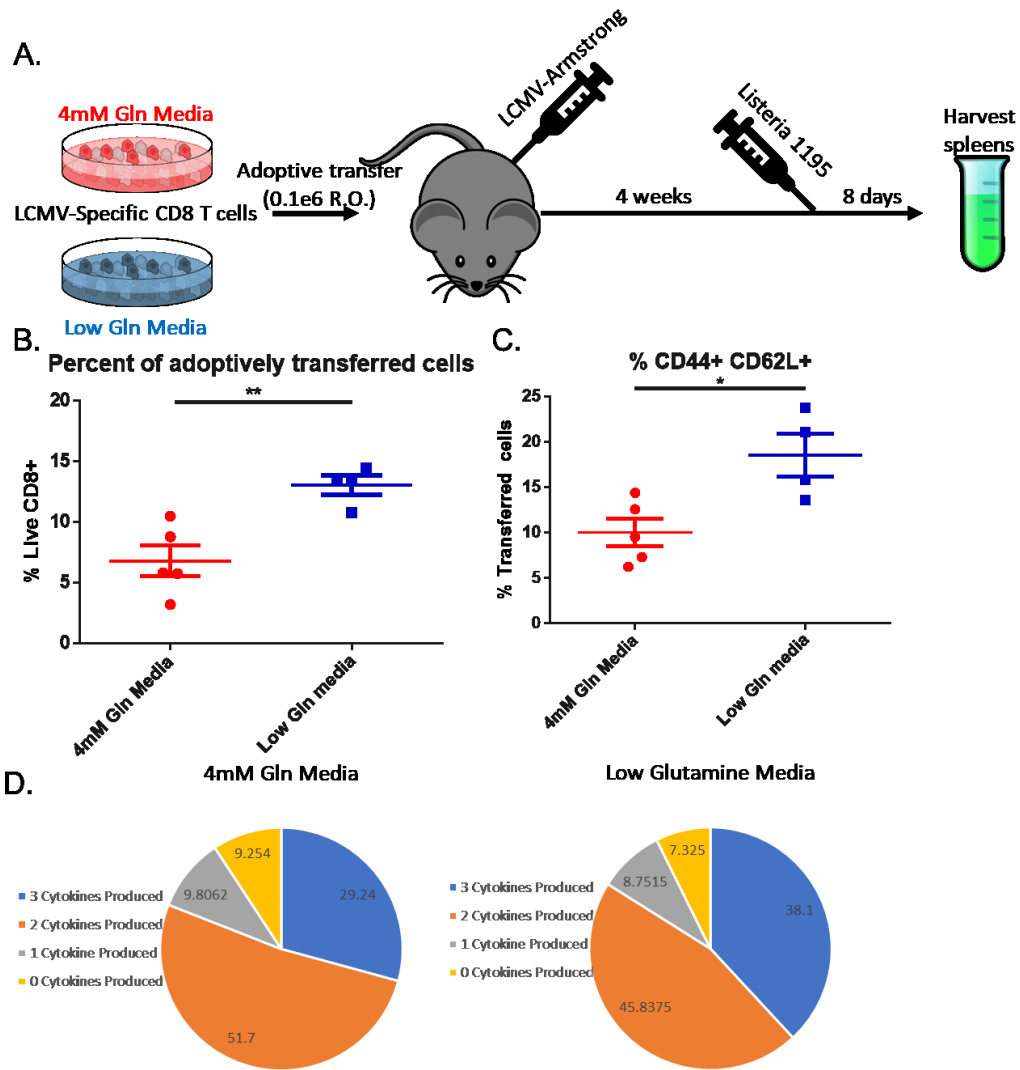 A.
4mM Gln Media
LCMV-Specific CD8 T cells
Low Gln Media
Adoptive transfer
(0.1e6 R.O.)
LCMV-Armstrong
4 weeks
Listeria 1195
8 days
Harvest
spleens
B.
Percent of adoptively transferred cells
**
% Live CD8+
20
15
10
5
0
4mM Gln Media
Low Gln media
C.
% CD44+ CD62L+
*
% Transferred cells
25
20
15
10
5
0
4mM Gln Media
Low Gln media
D.
4mM Gln Media
3 Cytokines Produced
2 Cytokines Produced
1 Cytokine Produced
0 Cytokines Produced
9.254
9.8062
29.24
51.7
Low Glutamine Media
3 Cytokines Produced
2 Cytokines Produced
1 Cytokine Produced
0 Cytokines Produced
7.325
8.7515
38.1
45.8375